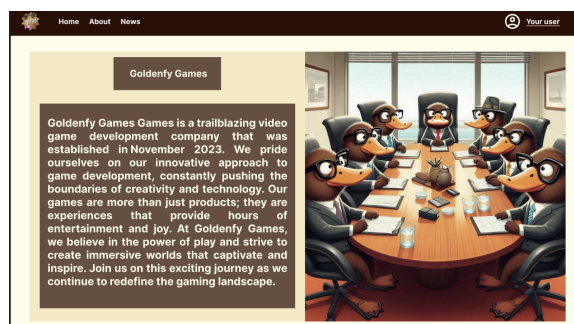 Home About News Your user
Goldenfy Games
Goldenfy Games Games is a trailblazing video
game development company that was
established in November 2023. We pride
ourselves on our innovative approach to
game development, constantly pushing the
boundaries of creativity and technology. Our
games are more than just products; they are
experiences that provide hours of
entertainment and joy. At Goldenfy Games,
we believe in the power of play and strive to
create immersive worlds that captivate and
inspire. Join us on this exciting journey as we
continue to redefine the gaming landscape.